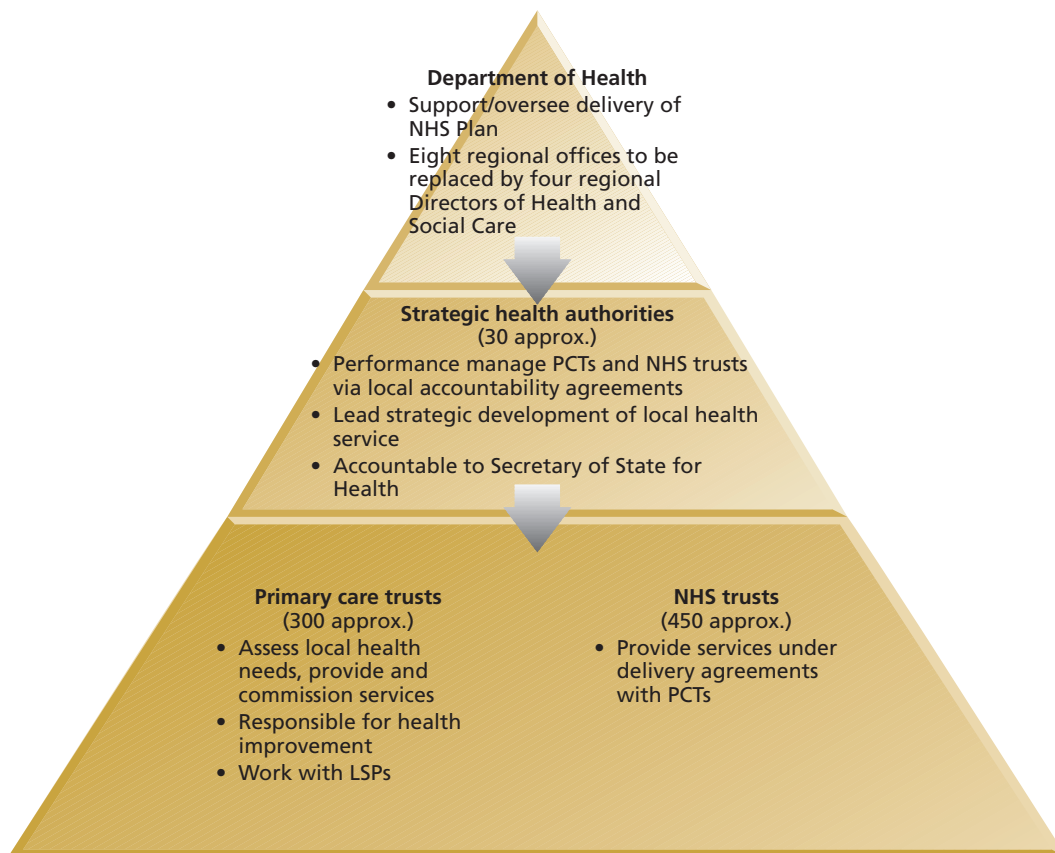 Department of Health
• Support/oversee delivery of
NHS Plan
• Eight regional offices to be
replaced by four regional
Directors of Health and
Social Care
Strategic health authorities
(30 approx.)
• Performance manage PCTs and NHS trusts
via local accountability agreements
• Lead strategic development of local health
service
• Accountable to Secretary of State for
Health
Primary care trusts
(300 approx.)
• Assess local health
needs, provide and
commission services
• Responsible for health
improvement
• Work with LSPs
NHS trusts
(450 approx.)
• Provide services under
delivery agreements
with PCTs